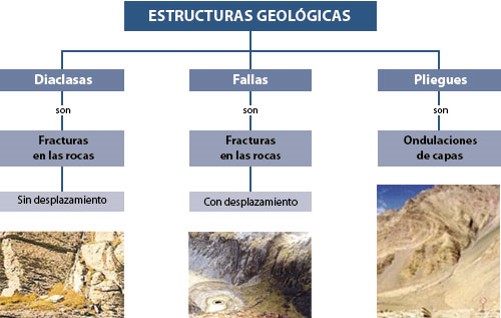 ESTRUCTURAS GEOLÓGICAS
Diaclasas
Fallas
Pliegues
son
son
son
Fracturas
en las rocas
Fracturas
en las rocas
Ondulaciones
de capas
Sin desplazamiento
Con desplazamiento